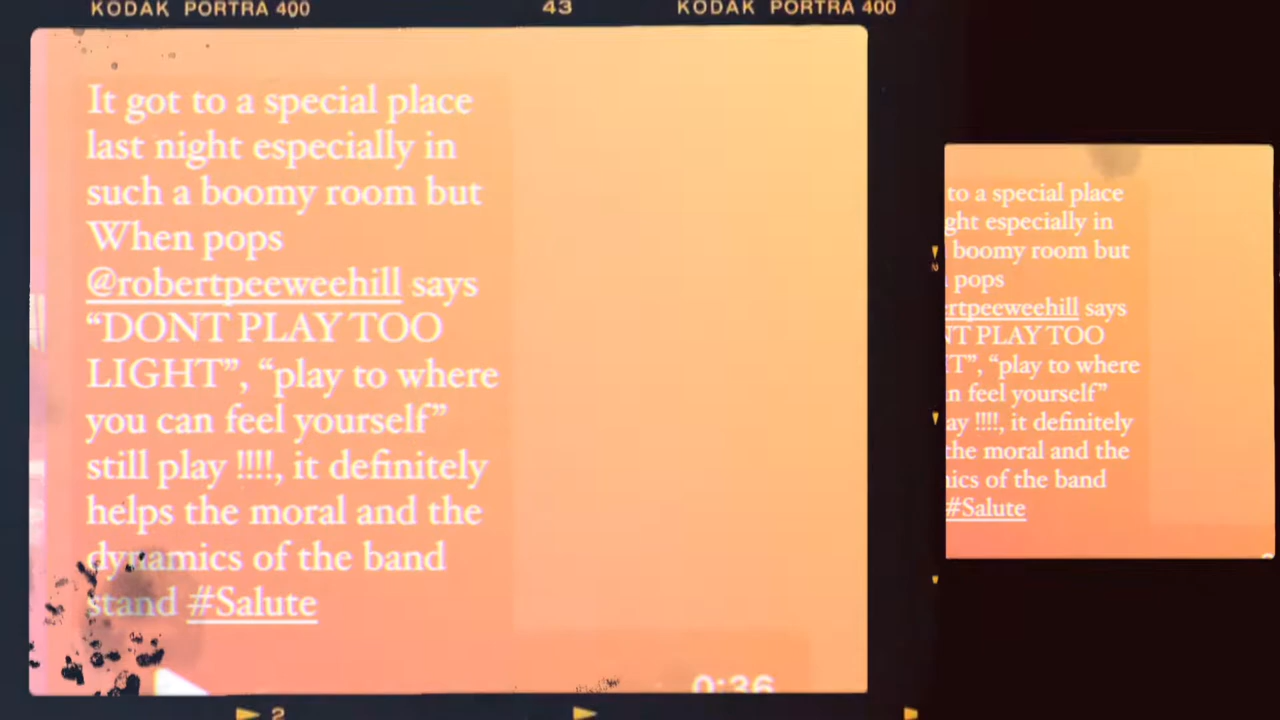 KODAK PORTRA 400
43
KODAK PORTRA 400
It got to a special place
last night especially in
such a boomy room but
When pops
@robertpeeweehill says
“DONT PLAY TOO
LIGHT”, “play to where
you can feel yourself”
still play !!!!, it definitely
helps the moral and the
dynamics of the band
stand #Salute
0:36
2
to a special place
ght especially in
boomy room but
pops
ertpeeweehill says
NT PLAY TOO
T”, “play to where
n feel yourself”
ay !!!!, it definitely
the moral and the
nics of the band
#Salute